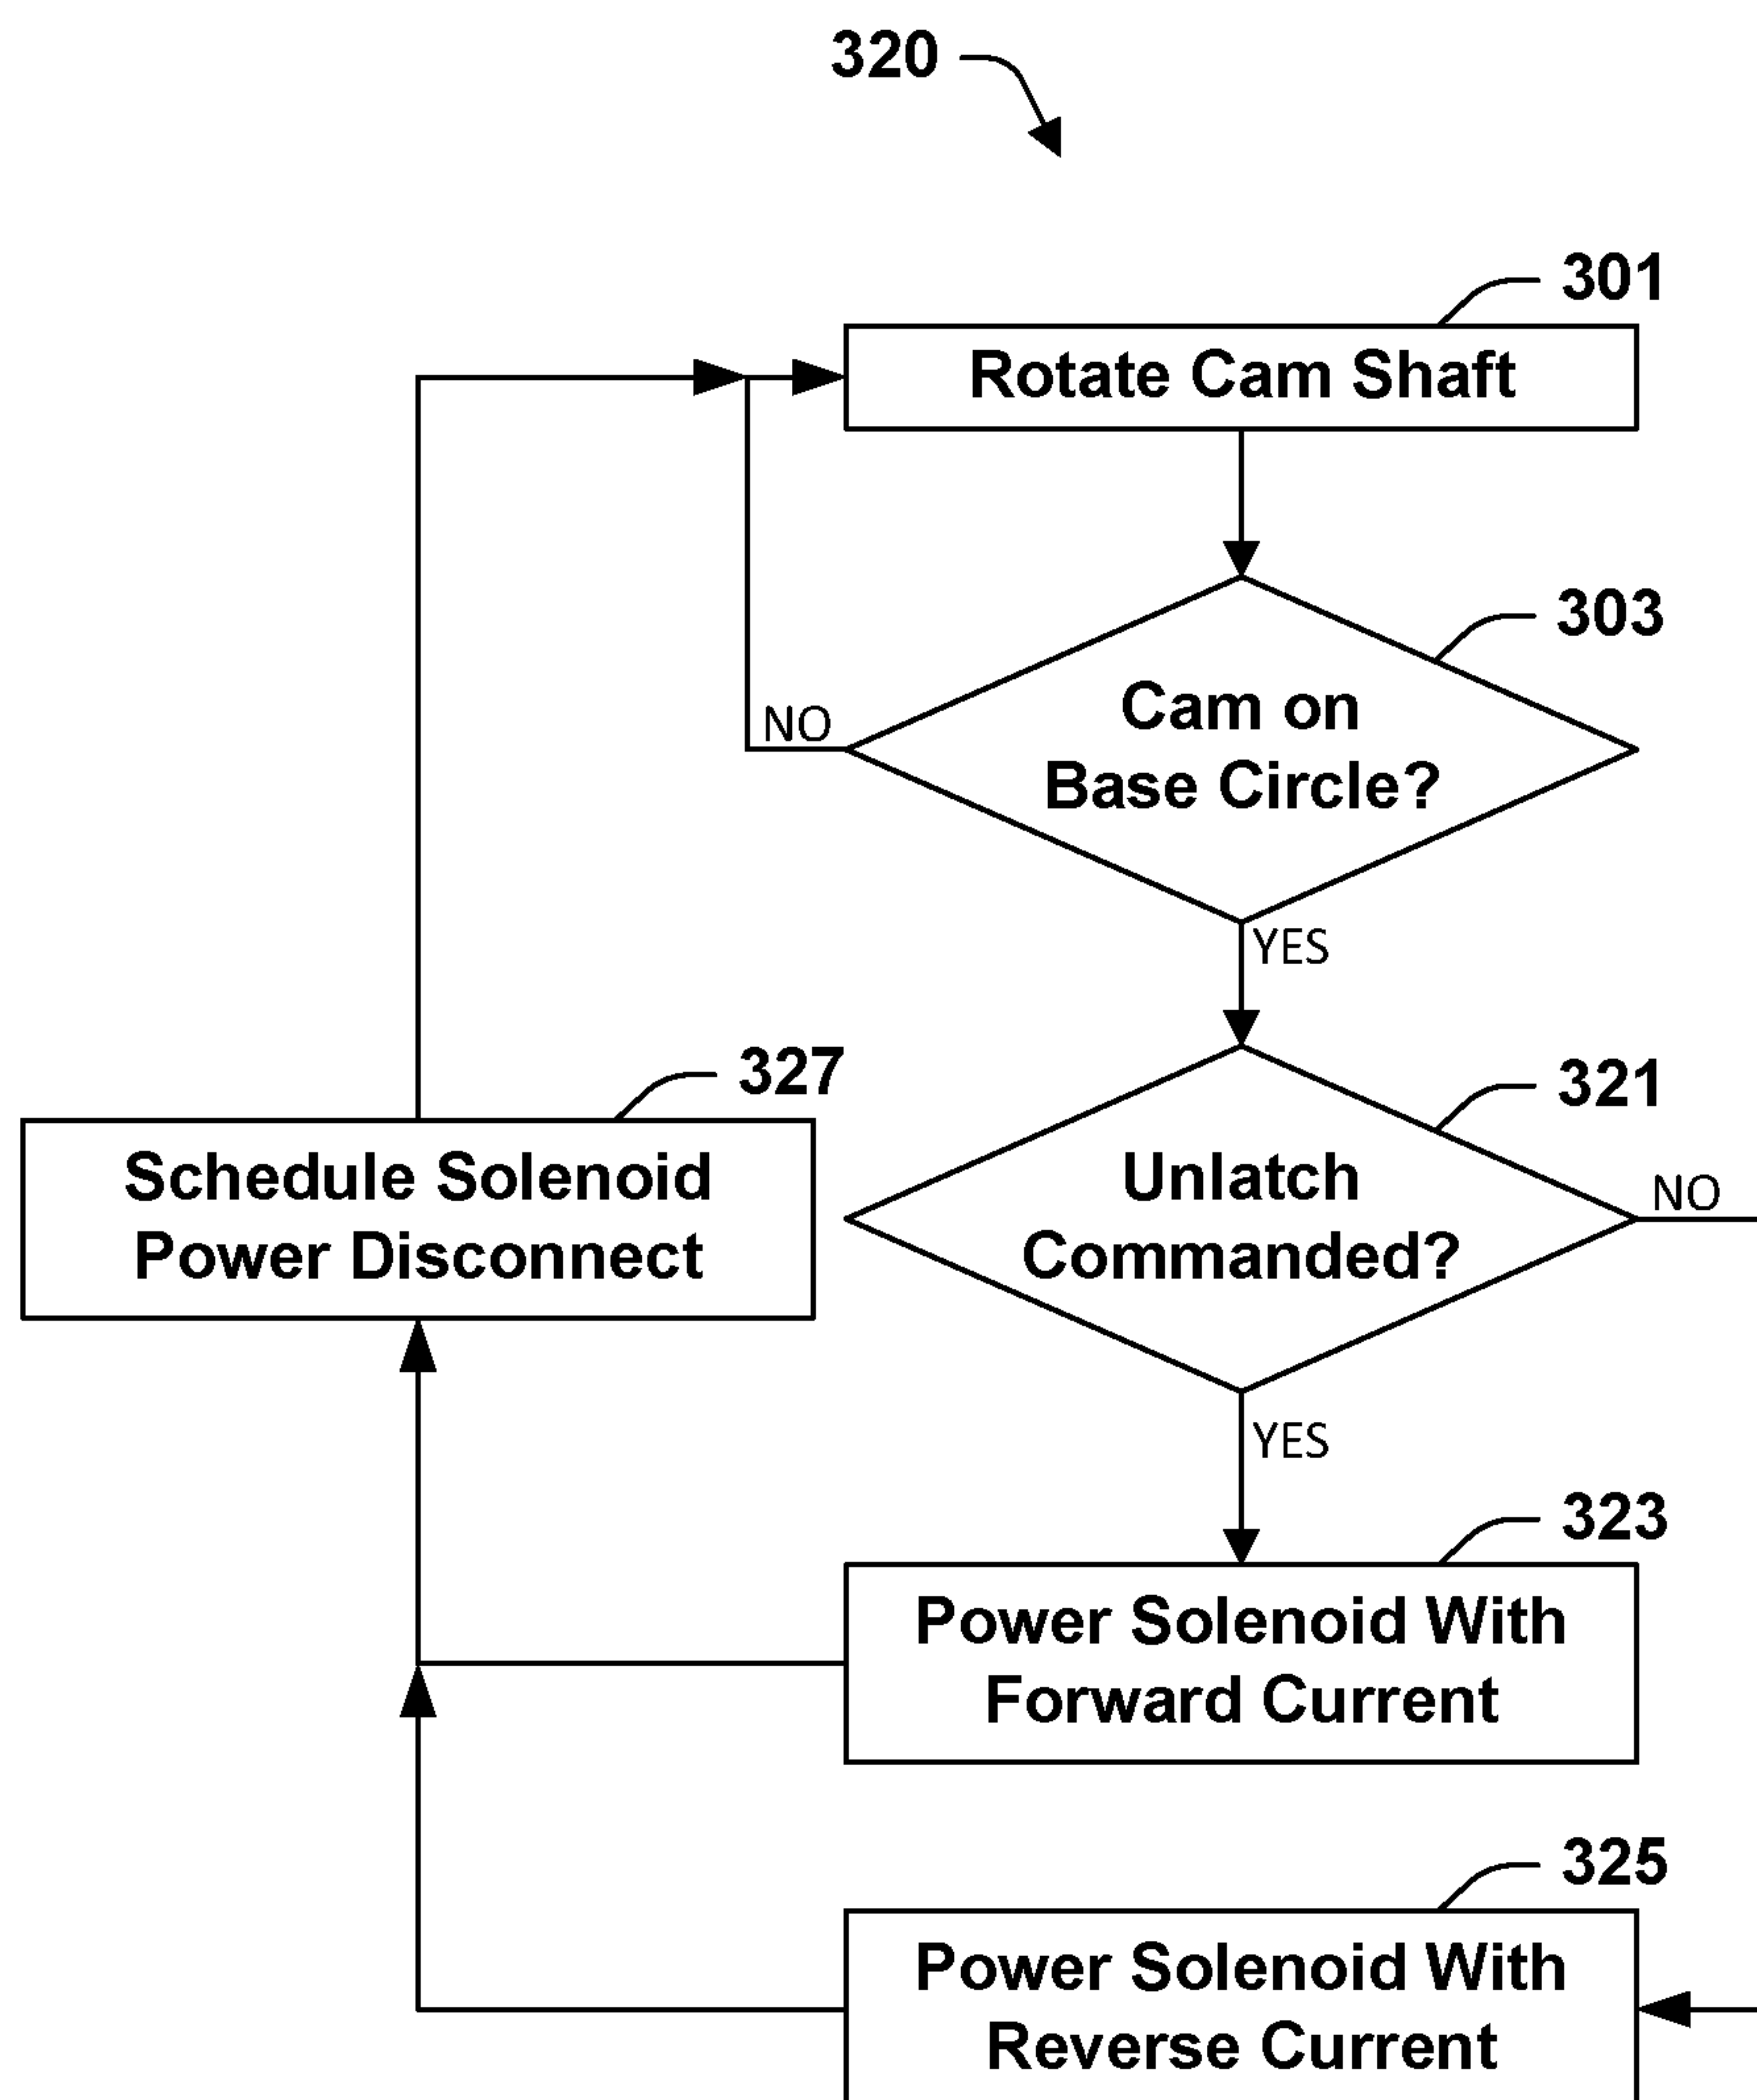 320
301
Rotate Cam Shaft
303
Cam on
Base Circle?
NO
YES
327
Schedule Solenoid
Power Disconnect
321
Unlatch
Commanded?
NO
YES
323
Power Solenoid With
Forward Current
325
Power Solenoid With
Reverse Current